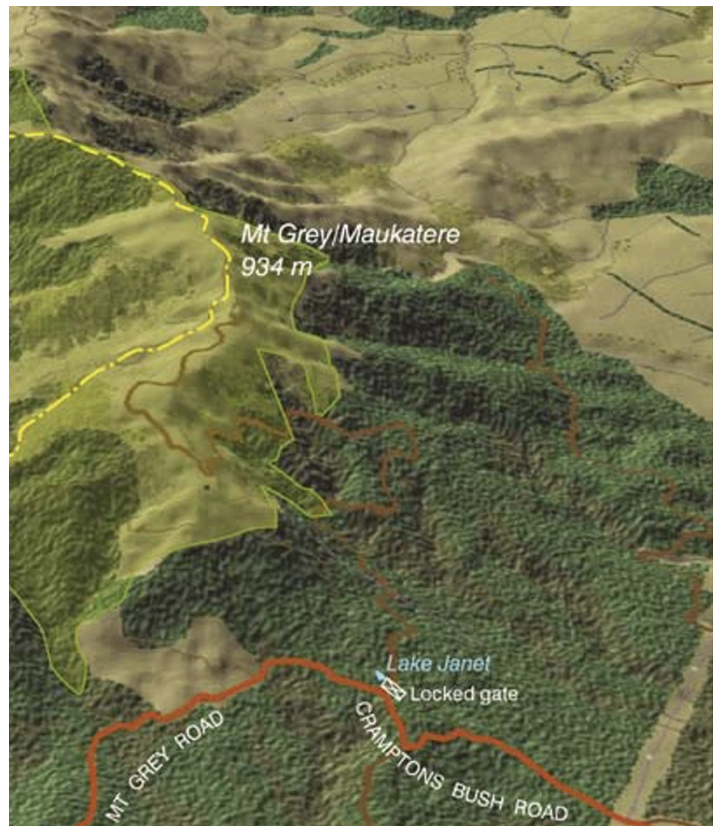 Mt Grey/Maukatere
934 m
Lake Janet
Locked gate
MT GREY ROAD
CRAMPTONS BUSH ROAD